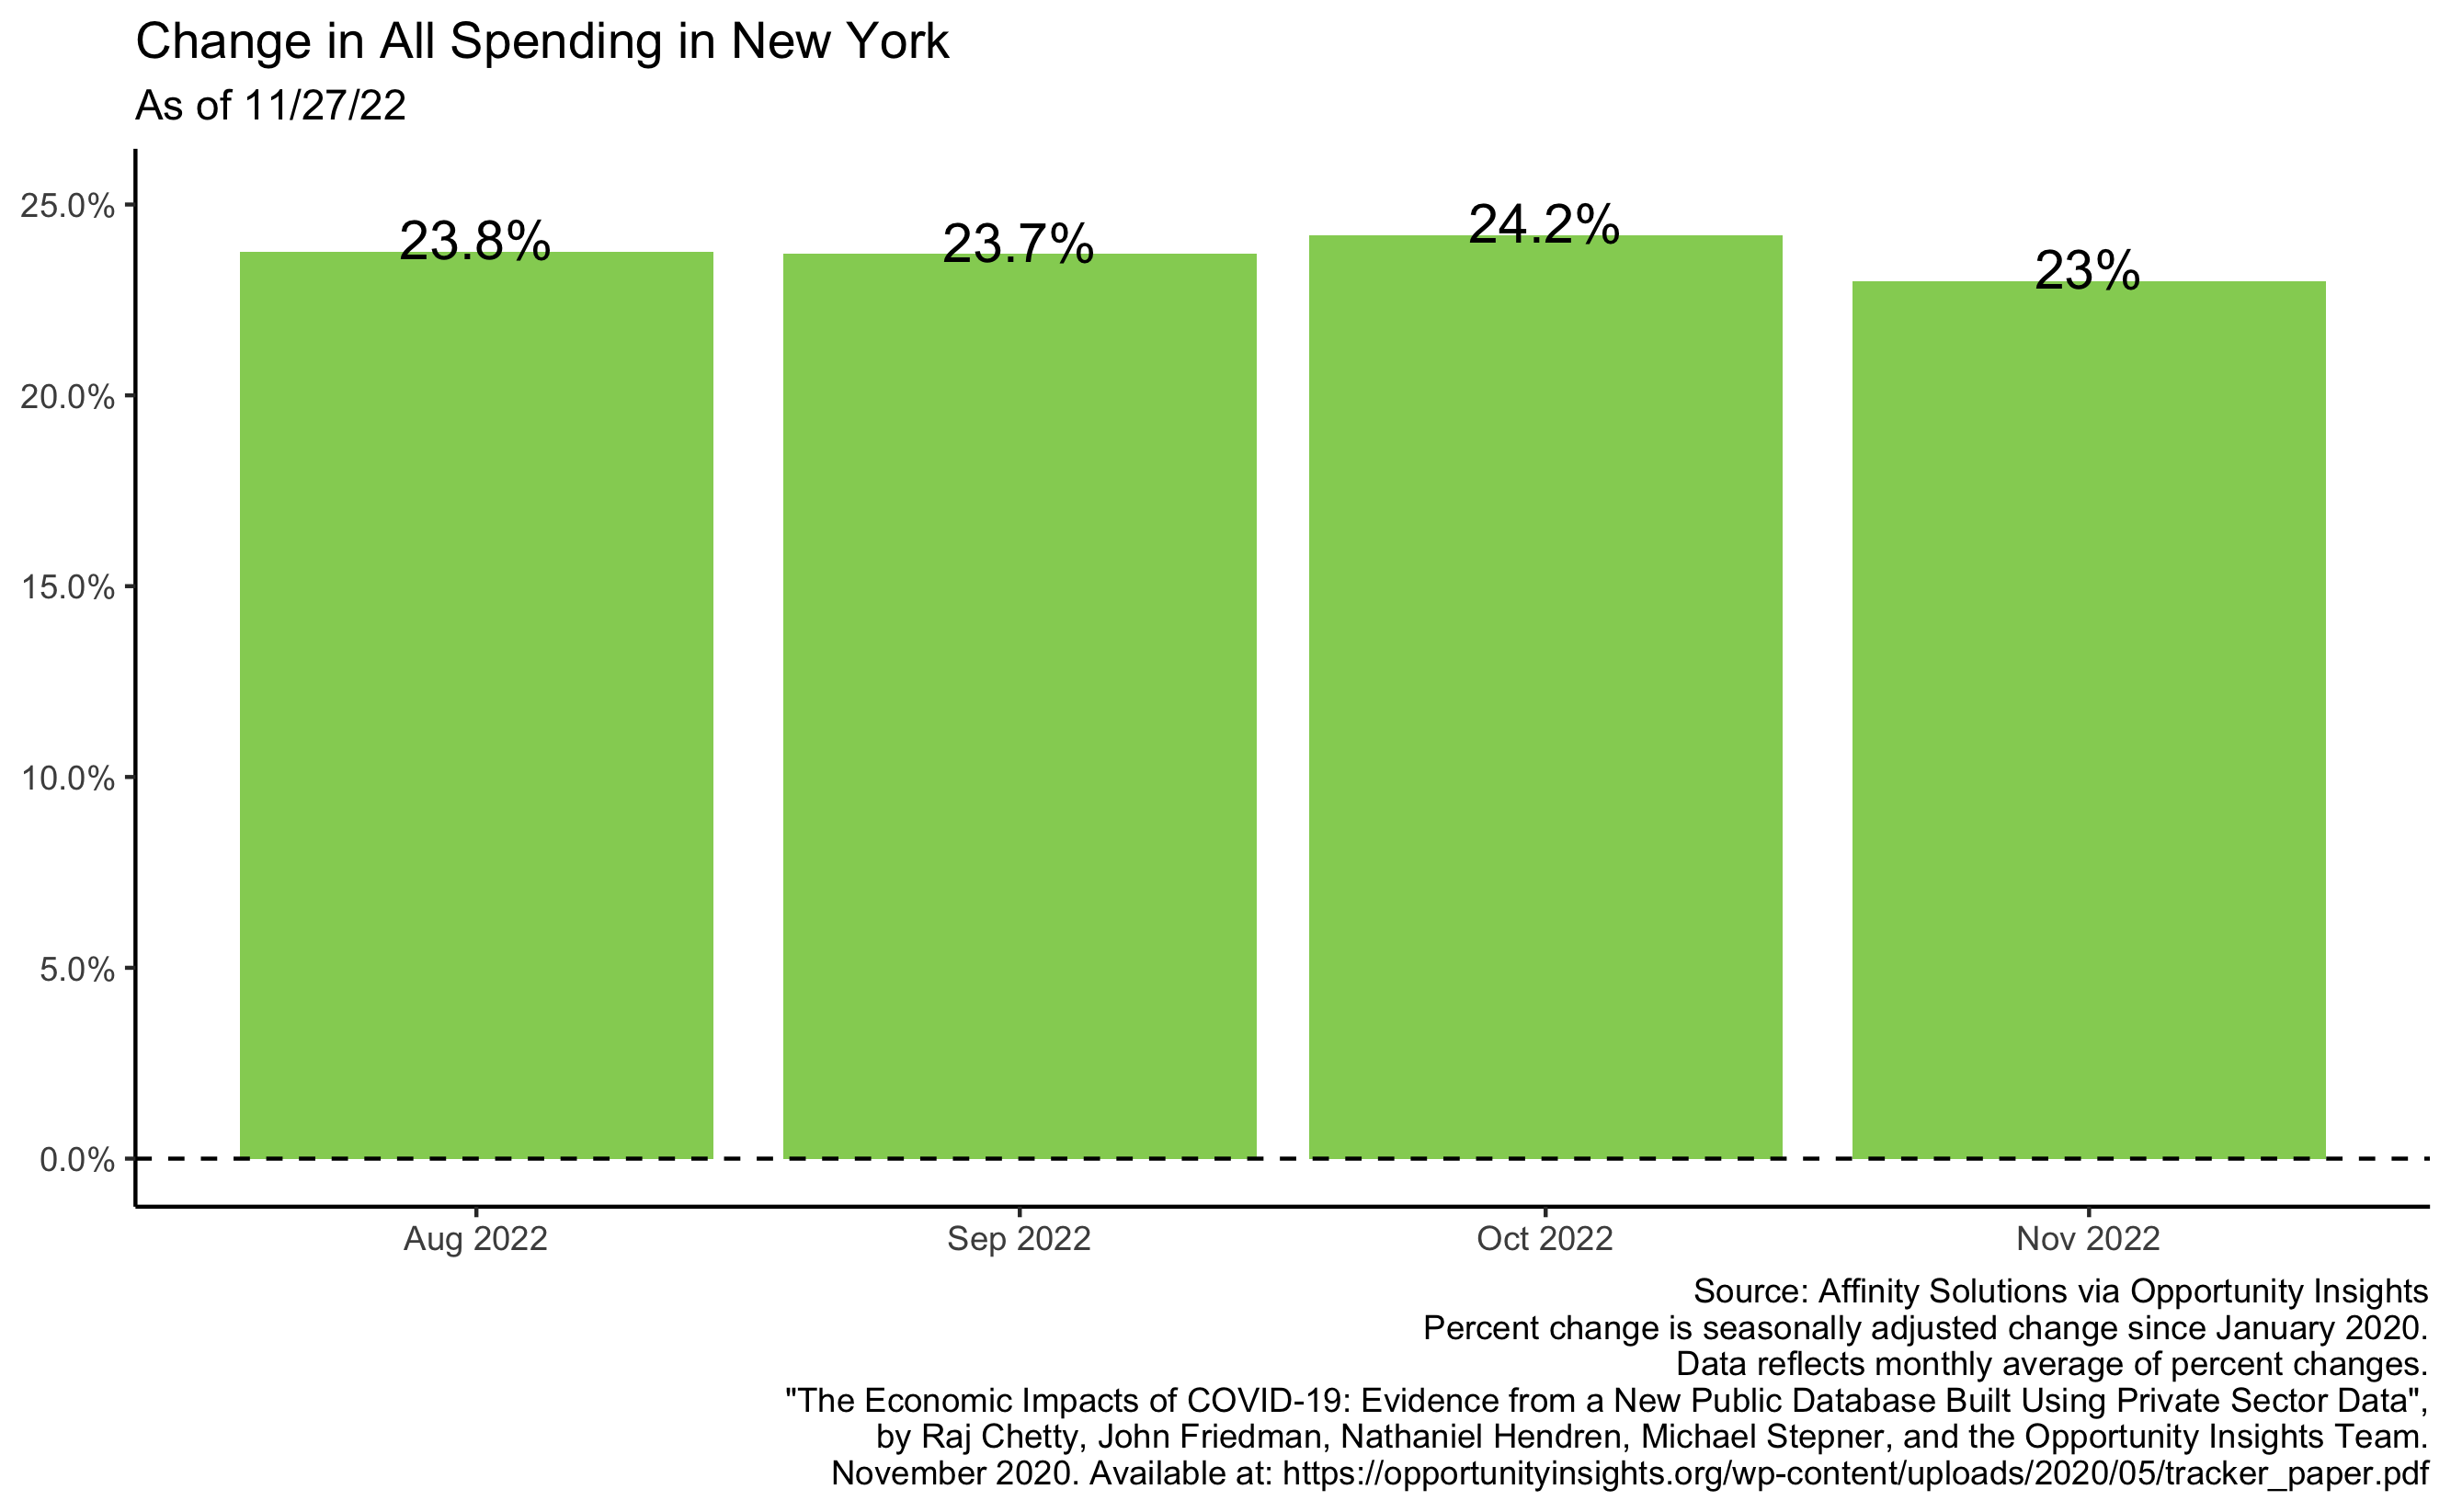 Change in All Spending in New York
As of 11/27/22
25.0%
20.0%
15.0%
10.0%
5.0%
0.0%
23.8%
23.7%
24.2%
23%
Aug 2022
Sep 2022
Oct 2022
Nov 2022
Source: Affinity Solutions via Opportunity Insights
Percent change is seasonally adjusted change since January 2020.
Data reflects monthly average of percent changes.
"The Economic Impacts of COVID-19: Evidence from a New Public Database Built Using Private Sector Data",
by Raj Chetty, John Friedman, Nathaniel Hendren, Michael Stepner, and the Opportunity Insights Team.
November 2020. Available at: https://opportunityinsights.org/wp-content/uploads/2020/05/tracker_paper.pdf